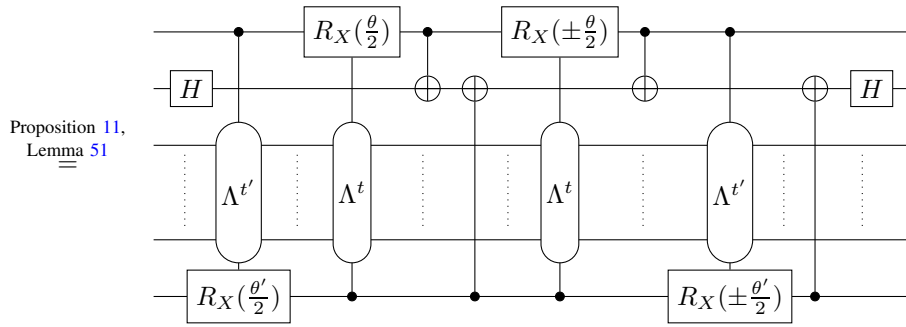 R_X(θ/2) R_X(±θ/2)
H H
Proposition 11,
Lemma 51
=
Λ^{t'} Λ^t Λ^t Λ^{t'}
R_X(θ'/2) R_X(±θ'/2)